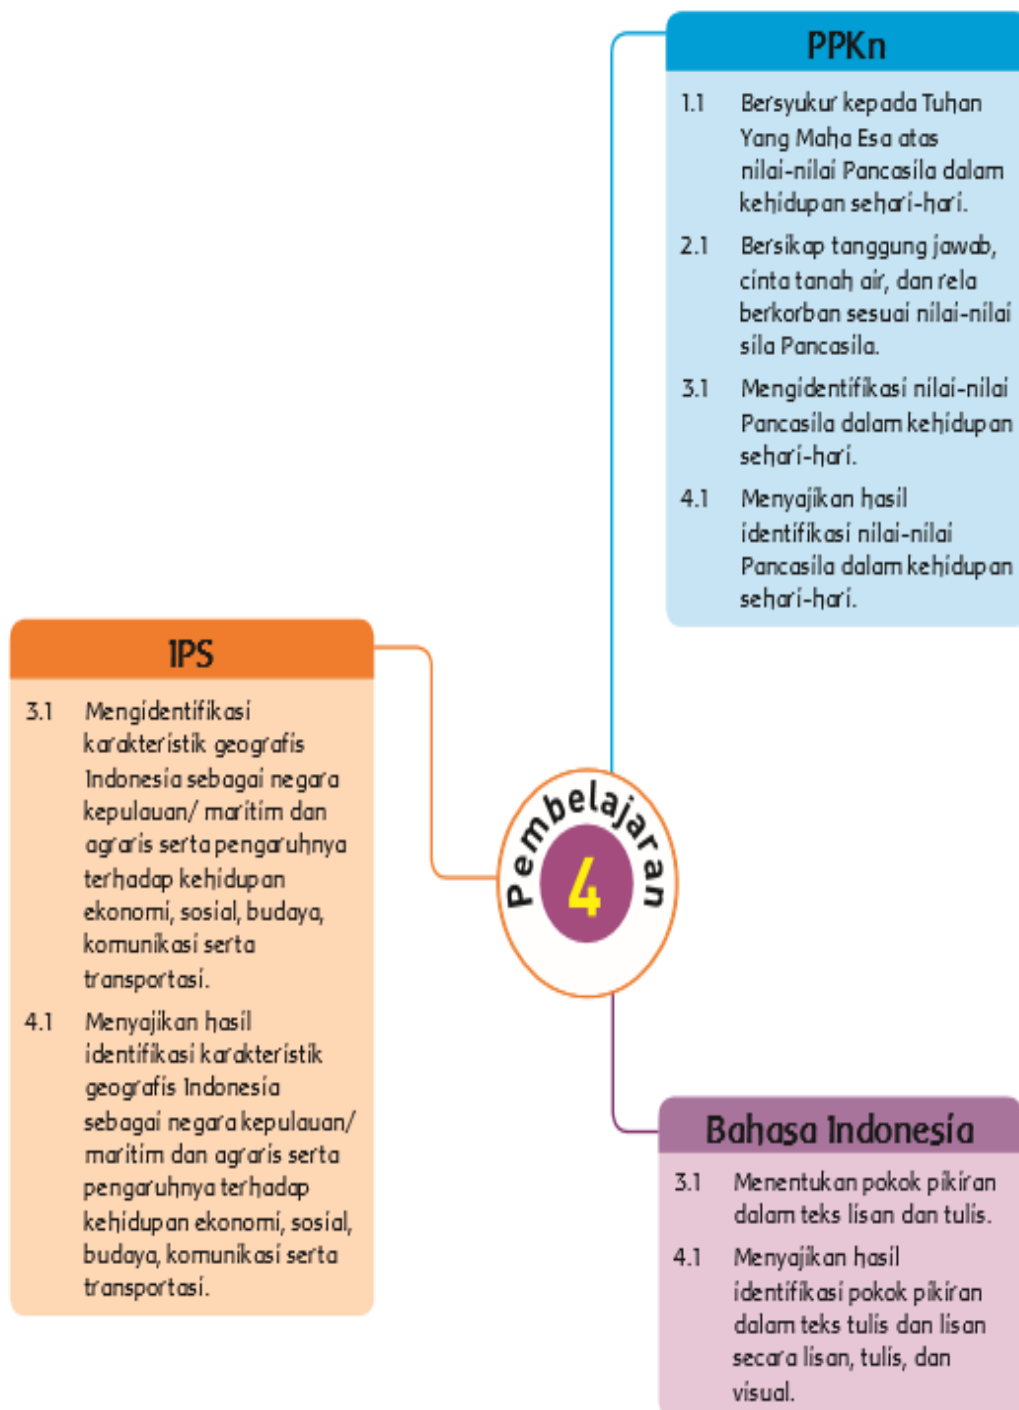 PPKn
1.1 Bersyukur kepada Tuhan
Yang Maha Esa atas
nilai-nilai Pancasila dalam
kehidupan sehari-hari.
2.1 Bersikap tanggung jawab,
cinta tanah air, dan rela
berkorban sesuai nilai-nilai
sila Pancasila.
3.1 Mengidentifikasi nilai-nilai
Pancasila dalam kehidupan
sehari-hari.
4.1 Menyajikan hasil
identifikasi nilai-nilai
Pancasila dalam kehidupan
sehari-hari.
IPS
3.1 Mengidentifikasi
karakteristik geografis
Indonesia sebagai negara
kepulauan/ maritim dan
agraris serta pengaruhnya
terhadap kehidupan
ekonomi, sosial, budaya,
komunikasi serta
transportasi.
4.1 Menyajikan hasil
identifikasi karakteristik
geografis Indonesia
sebagai negara kepulauan/
maritim dan agraris serta
pengaruhnya terhadap
kehidupan ekonomi, sosial,
budaya, komunikasi serta
transportasi.
Pembelajaran
4
Bahasa Indonesia
3.1 Menentukan pokok pikiran
dalam teks lisan dan tulis.
4.1 Menyajikan hasil
identifikasi pokok pikiran
dalam teks tulis dan lisan
secara lisan, tulis, dan
visual.